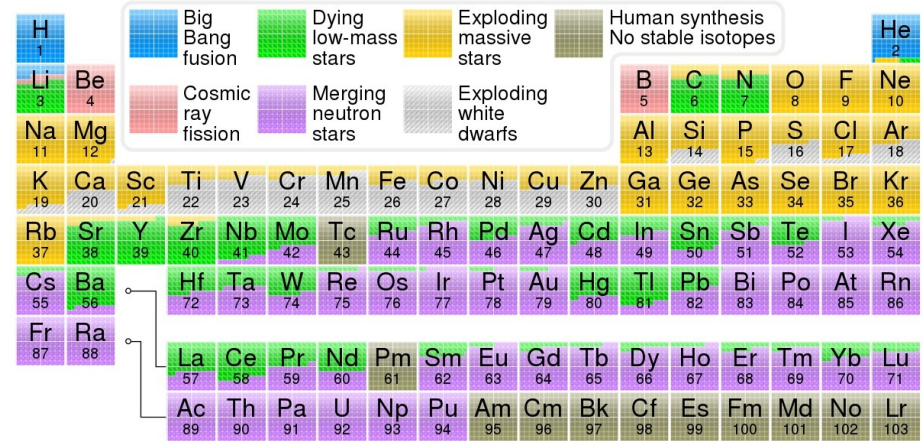 H He
1 2
Big Bang fusion
Dying low-mass stars
Exploding massive stars
Human synthesis
No stable isotopes
Cosmic ray fission
Merging neutron stars
Exploding white dwarfs
Li Be B C N O F Ne
3 4 5 6 7 8 9 10
Na Mg Al Si P S Cl Ar
11 12 13 14 15 16 17 18
K Ca Sc Ti V Cr Mn Fe Co Ni Cu Zn Ga Ge As Se Br Kr
19 20 21 22 23 24 25 26 27 28 29 30 31 32 33 34 35 36
Rb Sr Y Zr Nb Mo Tc Ru Rh Pd Ag Cd In Sn Sb Te I Xe
37 38 39 40 41 42 43 44 45 46 47 48 49 50 51 52 53 54
Cs Ba Hf Ta W Re Os Ir Pt Au Hg Tl Pb Bi Po At Rn
55 56 72 73 74 75 76 77 78 79 80 81 82 83 84 85 86
Fr Ra
87 88
La Ce Pr Nd Pm Sm Eu Gd Tb Dy Ho Er Tm Yb Lu
57 58 59 60 61 62 63 64 65 66 67 68 69 70 71
Ac Th Pa U Np Pu Am Cm Bk Cf Es Fm Md No Lr
89 90 91 92 93 94 95 96 97 98 99 100 101 102 103